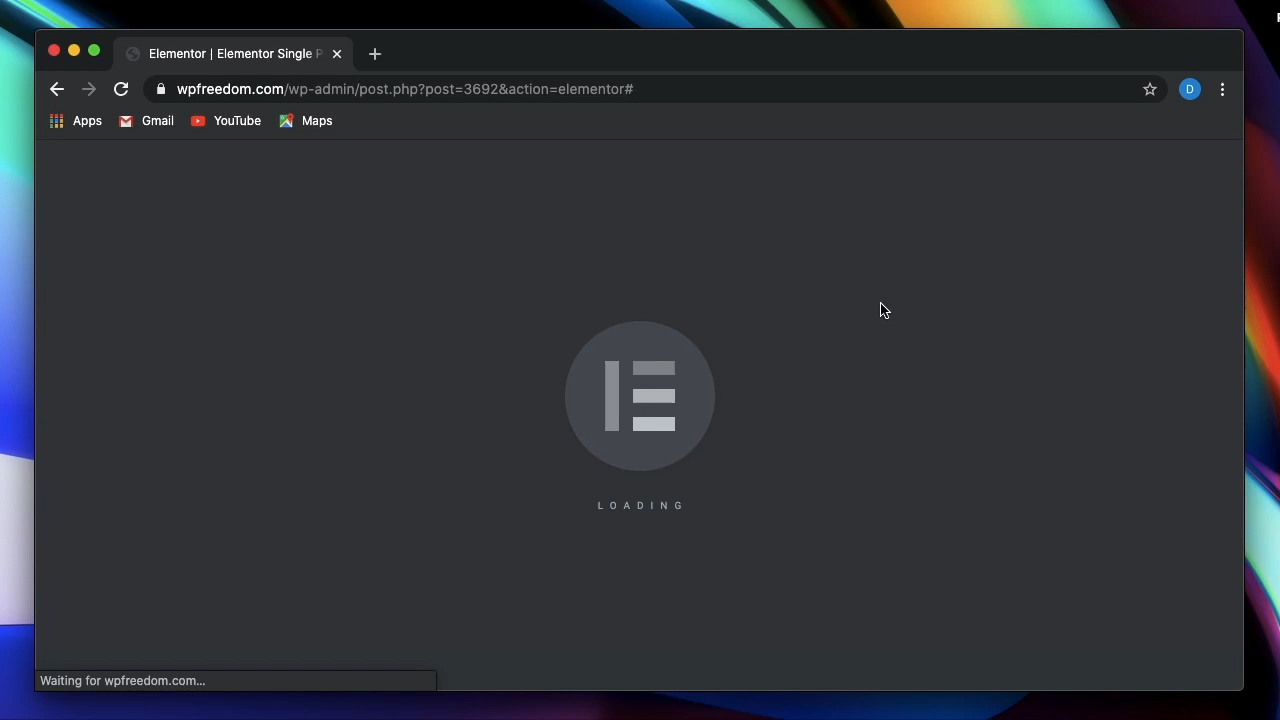 Elementor | Elementor Single P
wpfreedom.com/wp-admin/post.php?post=3692&action=elementor#
D
Apps
Gmail
YouTube
Maps
LOADING
Waiting for wpfreedom.com...